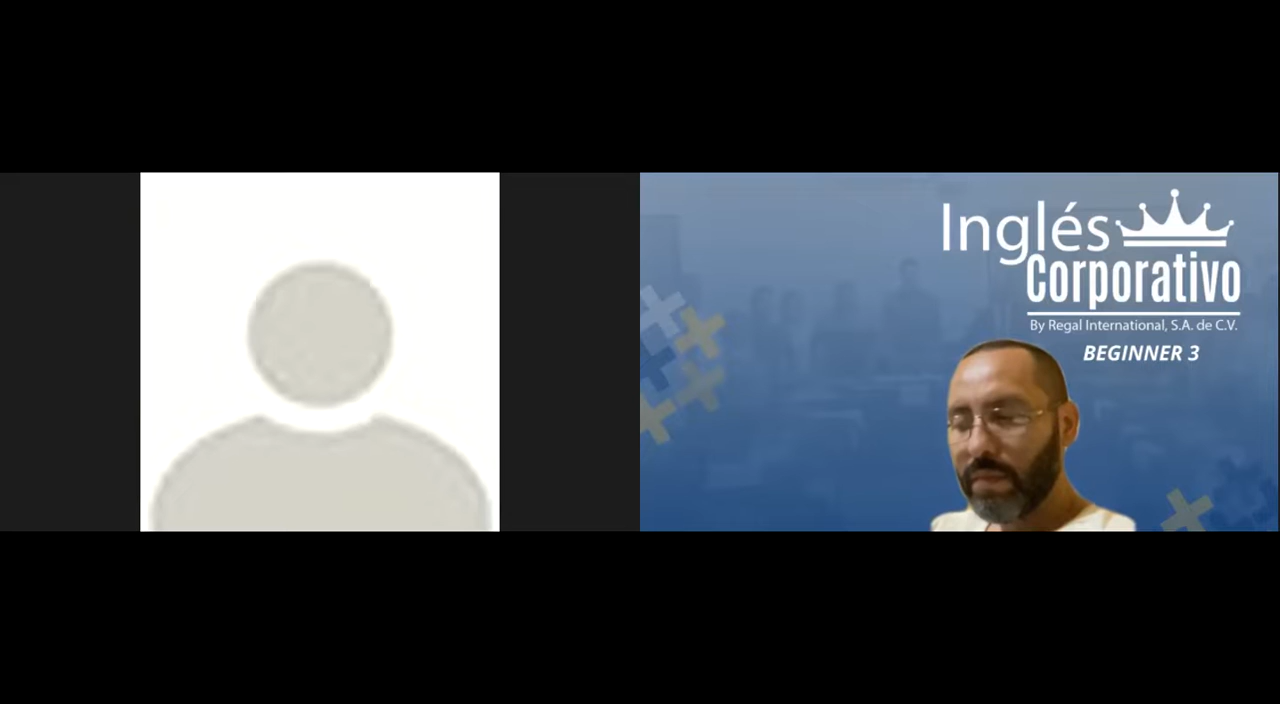 Inglés
Corporativo
By Regal International, S.A. de C.V.
BEGINNER 3